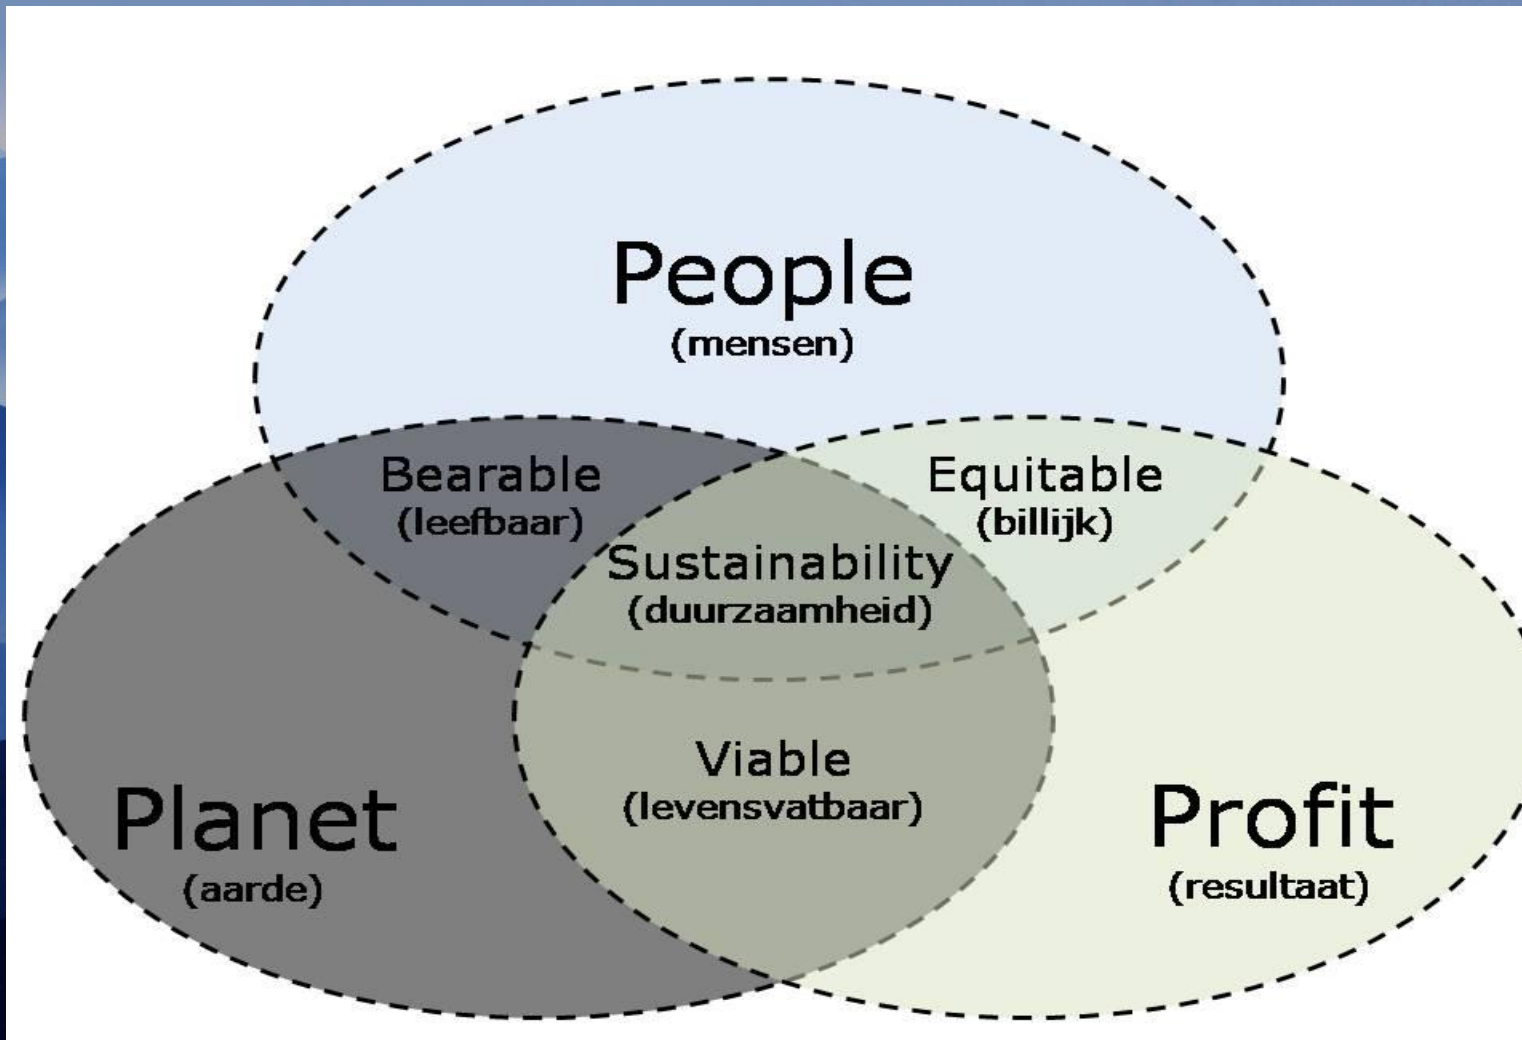 People
(mensen)
Bearable
(leefbaar)
Equitable
(billijk)
Sustainability
(duurzaamheid)
Viable
(levensvatbaar)
Planet
(aarde)
Profit
(resultaat)